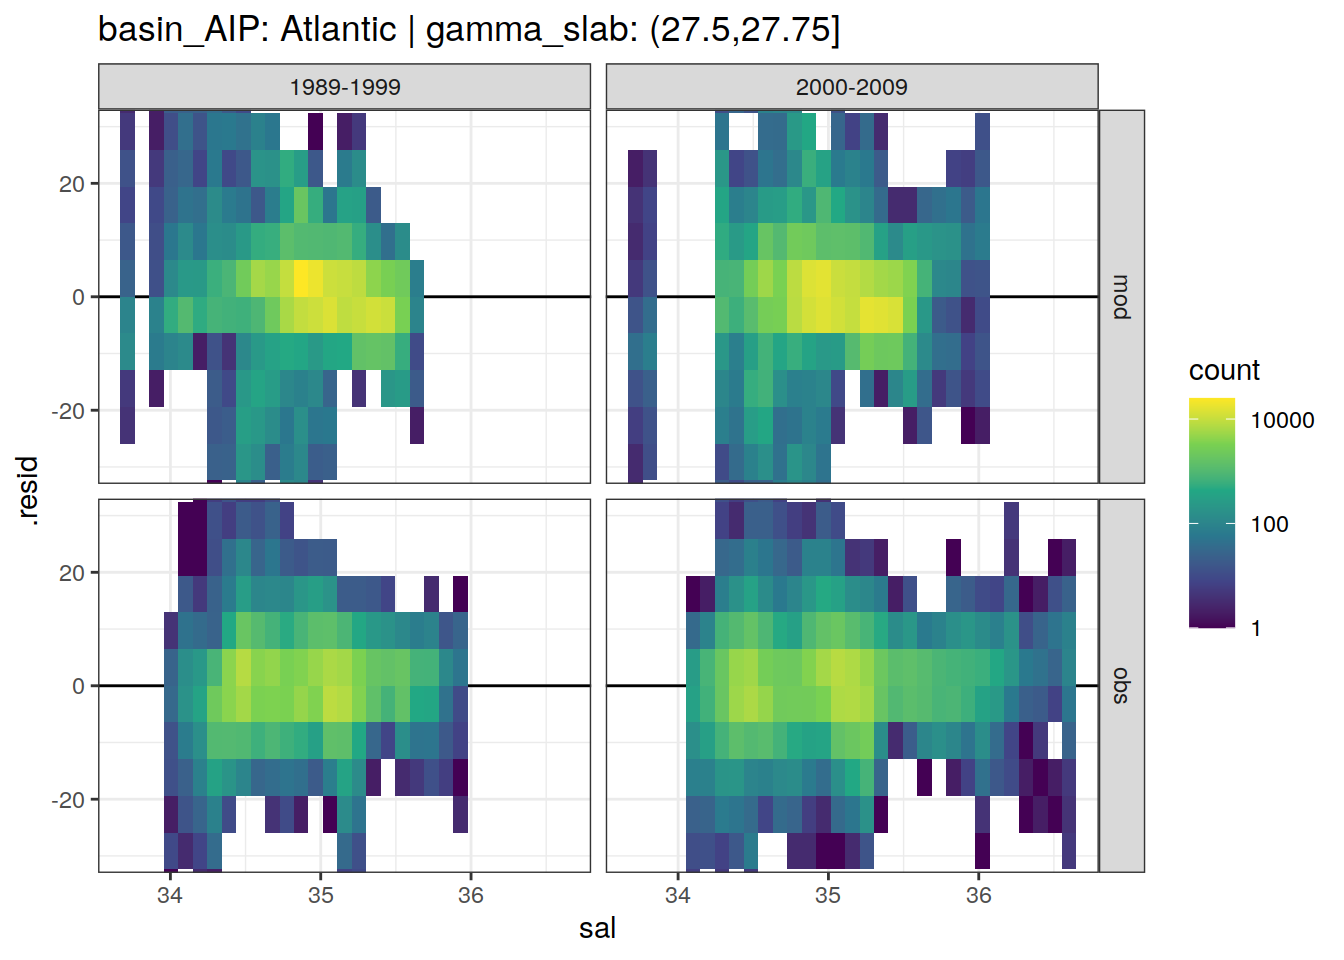 basin_AIP: Atlantic | gamma_slab: (27.5,27.75]
1989-1999
2000-2009
20
0
-20
mod
20
0
-20
obs
.resid
34
35
36
34
35
36
sal
count
10000
100
1